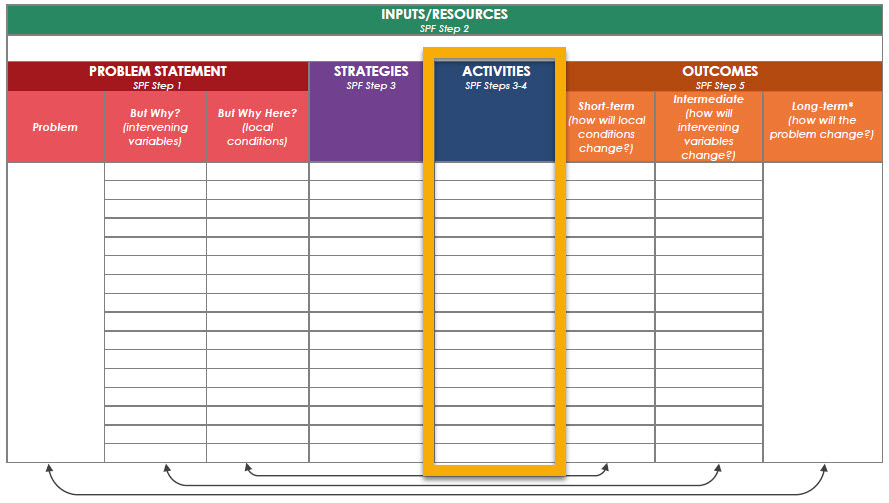 INPUTS/RESOURCES
SPF Step 2
PROBLEM STATEMENT
SPF Step 1
STRATEGIES
SPF Step 3
ACTIVITIES
SPF Steps 3-4
OUTCOMES
SPF Step 5
Problem
But Why?
(intervening
variables)
But Why Here?
(local
conditions)
Short-term
(how will local
conditions
change?)
Intermediate
(how will
intervening
variables
change?)
Long-term*
(how will the
problem change?)